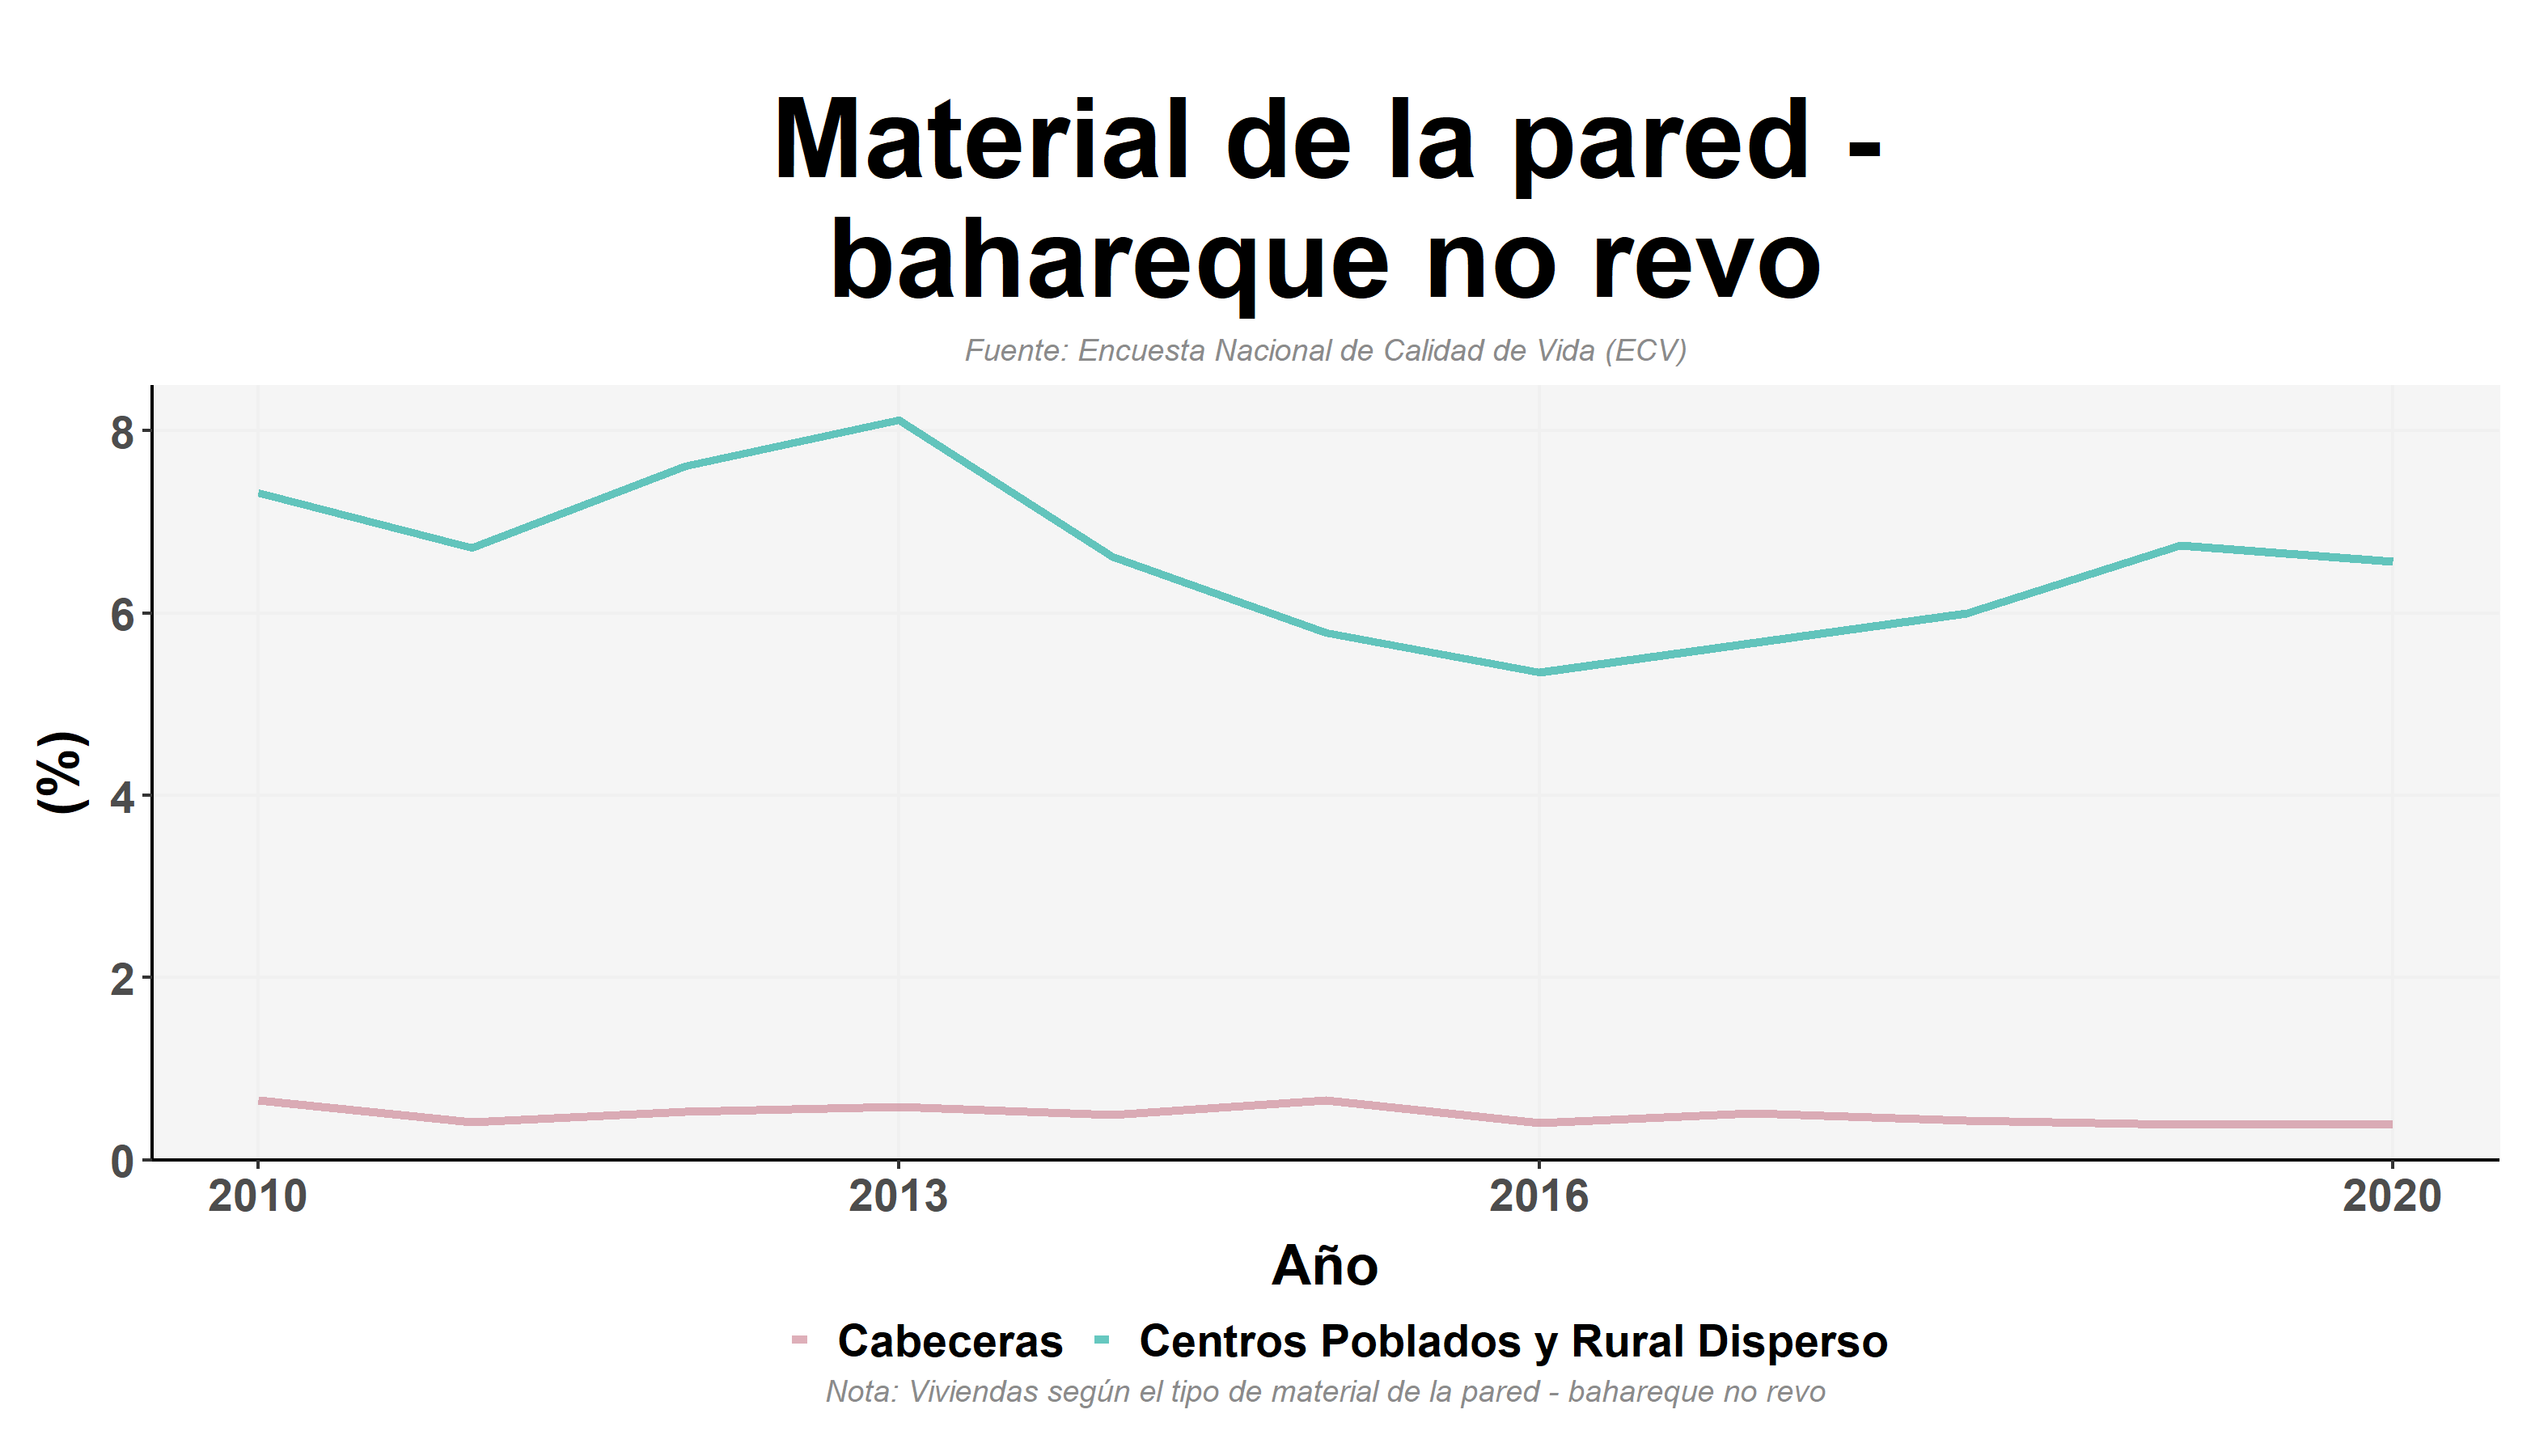 Material de la pared -
bahareque no revo
Fuente: Encuesta Nacional de Calidad de Vida (ECV)
8
6
4
2
0
(%)
2010 2013 2016 2020
Año
Cabeceras Centros Poblados y Rural Disperso
Nota: Viviendas según el tipo de material de la pared - bahareque no revo